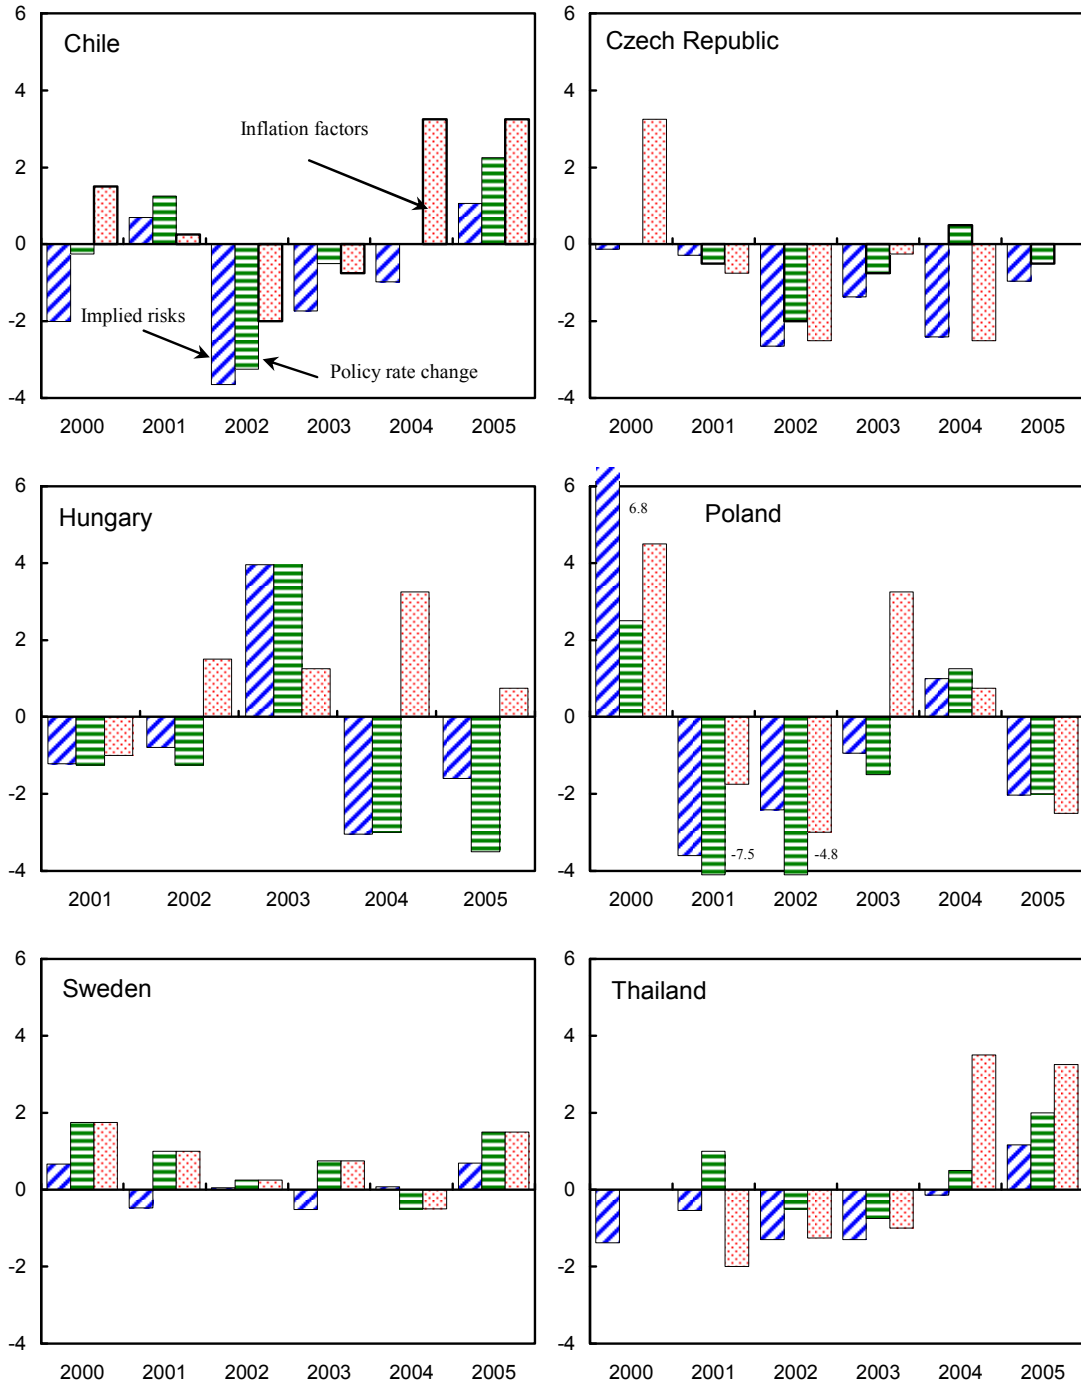 6
4
2
0
-2
-4
Chile
Inflation factors
Implied risks
Policy rate change
2000 2001 2002 2003 2004 2005
6
4
2
0
-2
-4
Czech Republic
2000 2001 2002 2003 2004 2005
6
4
2
0
-2
-4
Hungary
2001 2002 2003 2004 2005
6
4
2
0
-2
-4
6.8
Poland
-7.5
-4.8
2000 2001 2002 2003 2004 2005
6
4
2
0
-2
-4
Sweden
2000 2001 2002 2003 2004 2005
6
4
2
0
-2
-4
Thailand
2000 2001 2002 2003 2004 2005